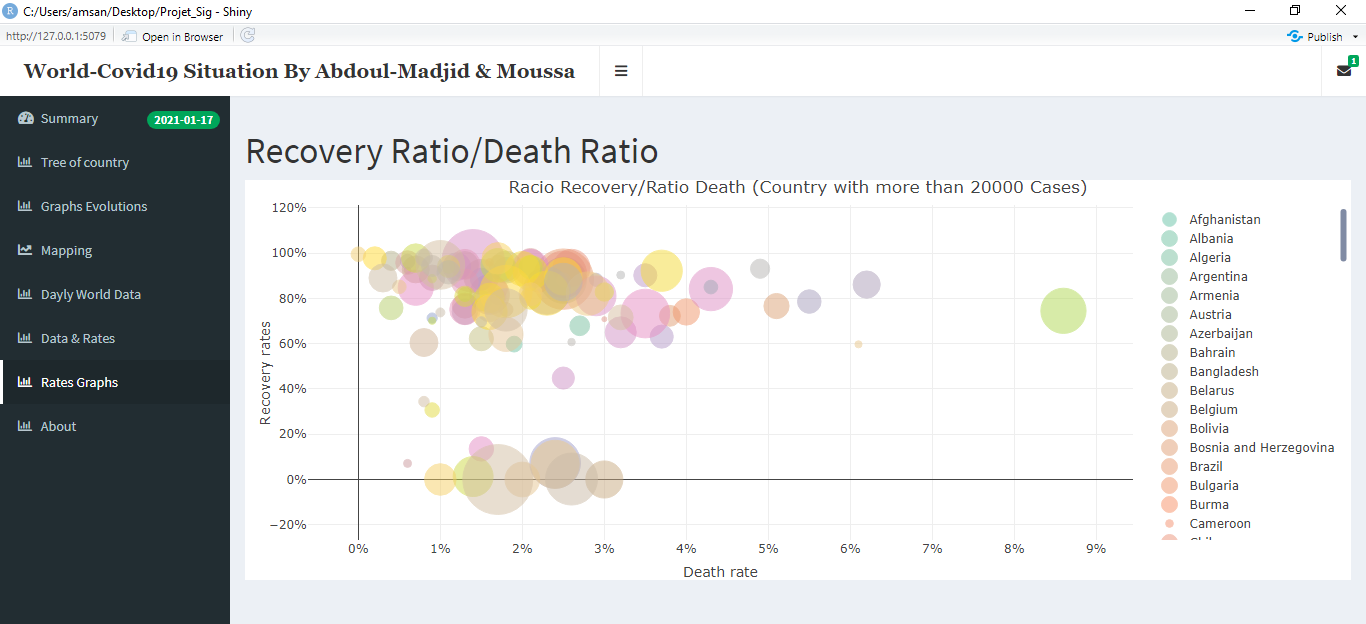 C:/Users/amsan/Desktop/Projet_Sig - Shiny
http://127.0.0.1:5079 Open in Browser Publish
World-Covid19 Situation By Abdoul-Madjid & Moussa
1
Summary 2021-01-17
Tree of country
Graphs Evolutions
Mapping
Dayly World Data
Data & Rates
Rates Graphs
About
Recovery Ratio/Death Ratio
Racio Recovery/Ratio Death (Country with more than 20000 Cases)
120%
100%
80%
60%
40%
20%
0%
−20%
Recovery rates
0% 1% 2% 3% 4% 5% 6% 7% 8% 9%
Death rate
Afghanistan
Albania
Algeria
Argentina
Armenia
Austria
Azerbaijan
Bahrain
Bangladesh
Belarus
Belgium
Bolivia
Bosnia and Herzegovina
Brazil
Bulgaria
Burma
Cameroon